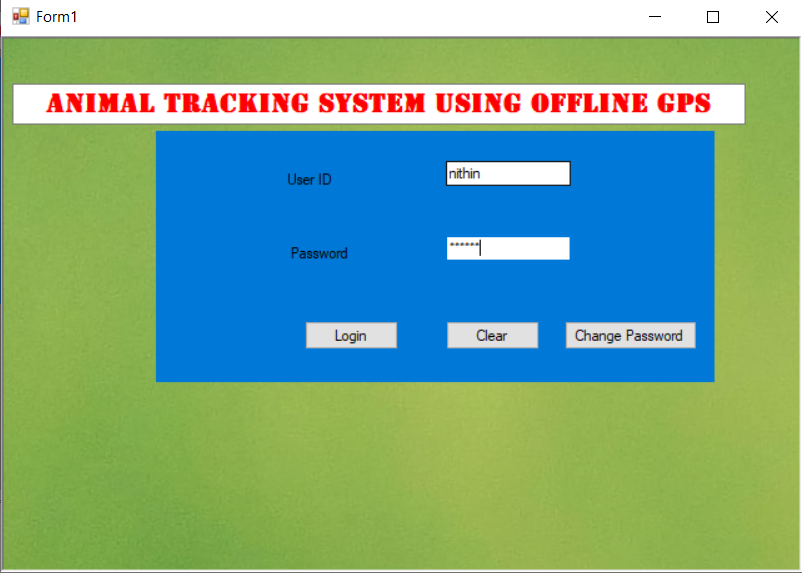 Form1
ANIMAL TRACKING SYSTEM USING OFFLINE GPS
User ID nithin
Password ******
Login Clear Change Password